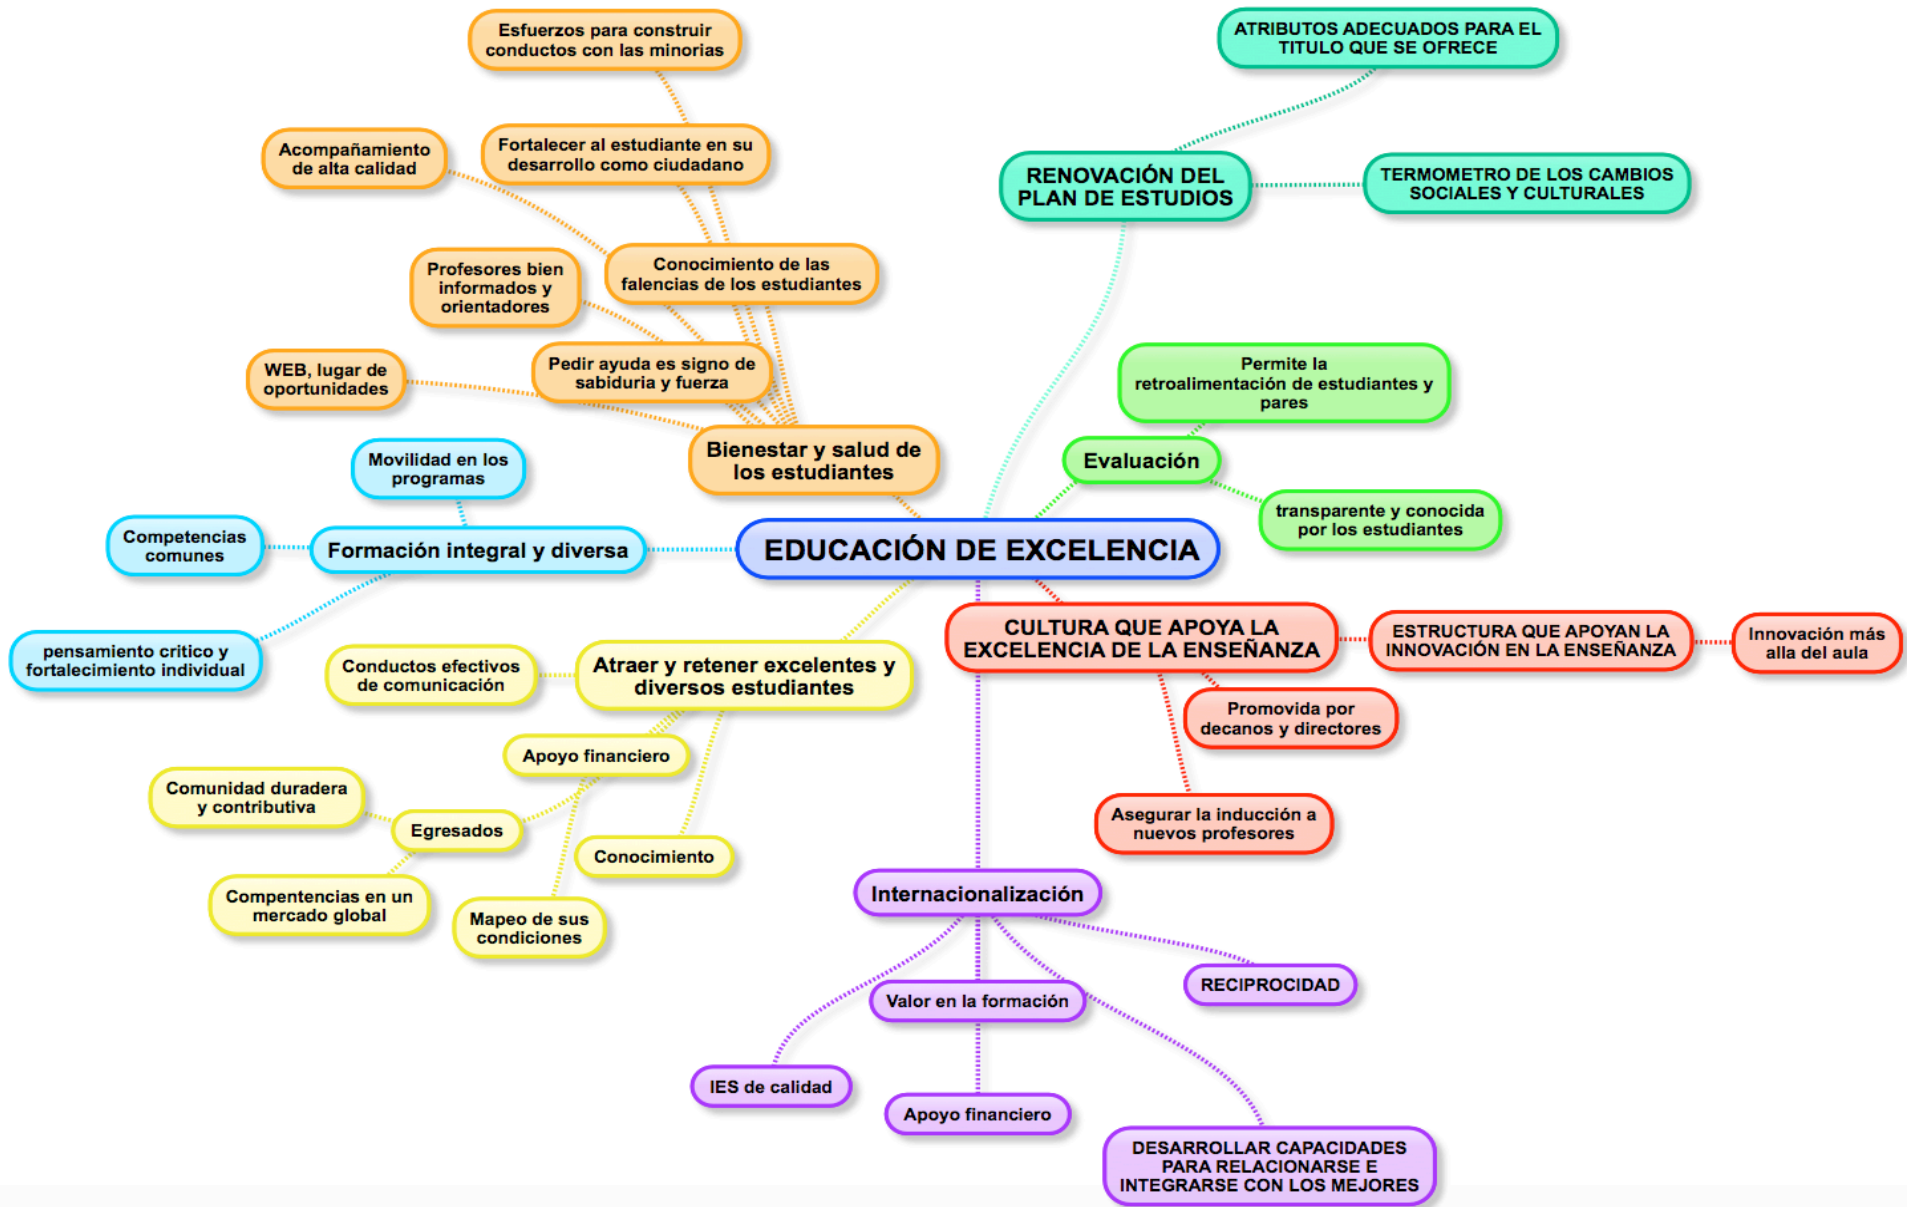 Esfuerzos para construir
conductos con las minorias
ATRIBUTOS ADECUADOS PARA EL
TITULO QUE SE OFRECE
Acompañamiento
de alta calidad
Fortalecer al estudiante en su
desarrollo como ciudadano
RENOVACIÓN DEL
PLAN DE ESTUDIOS
TERMOMETRO DE LOS CAMBIOS
SOCIALES Y CULTURALES
Profesores bien
informados y
orientadores
Conocimiento de las
falencias de los estudiantes
WEB, lugar de
oportunidades
Pedir ayuda es signo de
sabiduria y fuerza
Permite la
retroalimentación de estudiantes y
pares
Bienestar y salud de
los estudiantes
Evaluación
transparente y conocida
por los estudiantes
Movilidad en los
programas
Competencias
comunes
Formación integral y diversa
EDUCACIÓN DE EXCELENCIA
pensamiento critico y
fortalecimiento individual
CULTURA QUE APOYA LA
EXCELENCIA DE LA ENSEÑANZA
ESTRUCTURA QUE APOYAN LA
INNOVACIÓN EN LA ENSEÑANZA
Innovación más
alla del aula
Conductos efectivos
de comunicación
Atraer y retener excelentes y
diversos estudiantes
Promovida por
decanos y directores
Apoyo financiero
Comunidad duradera
y contributiva
Egresados
Asegurar la inducción a
nuevos profesores
Conocimiento
Compentencias en un
mercado global
Mapeo de sus
condiciones
Internacionalización
RECIPROCIDAD
Valor en la formación
IES de calidad
Apoyo financiero
DESARROLLAR CAPACIDADES
PARA RELACIONARSE E
INTEGRARSE CON LOS MEJORES